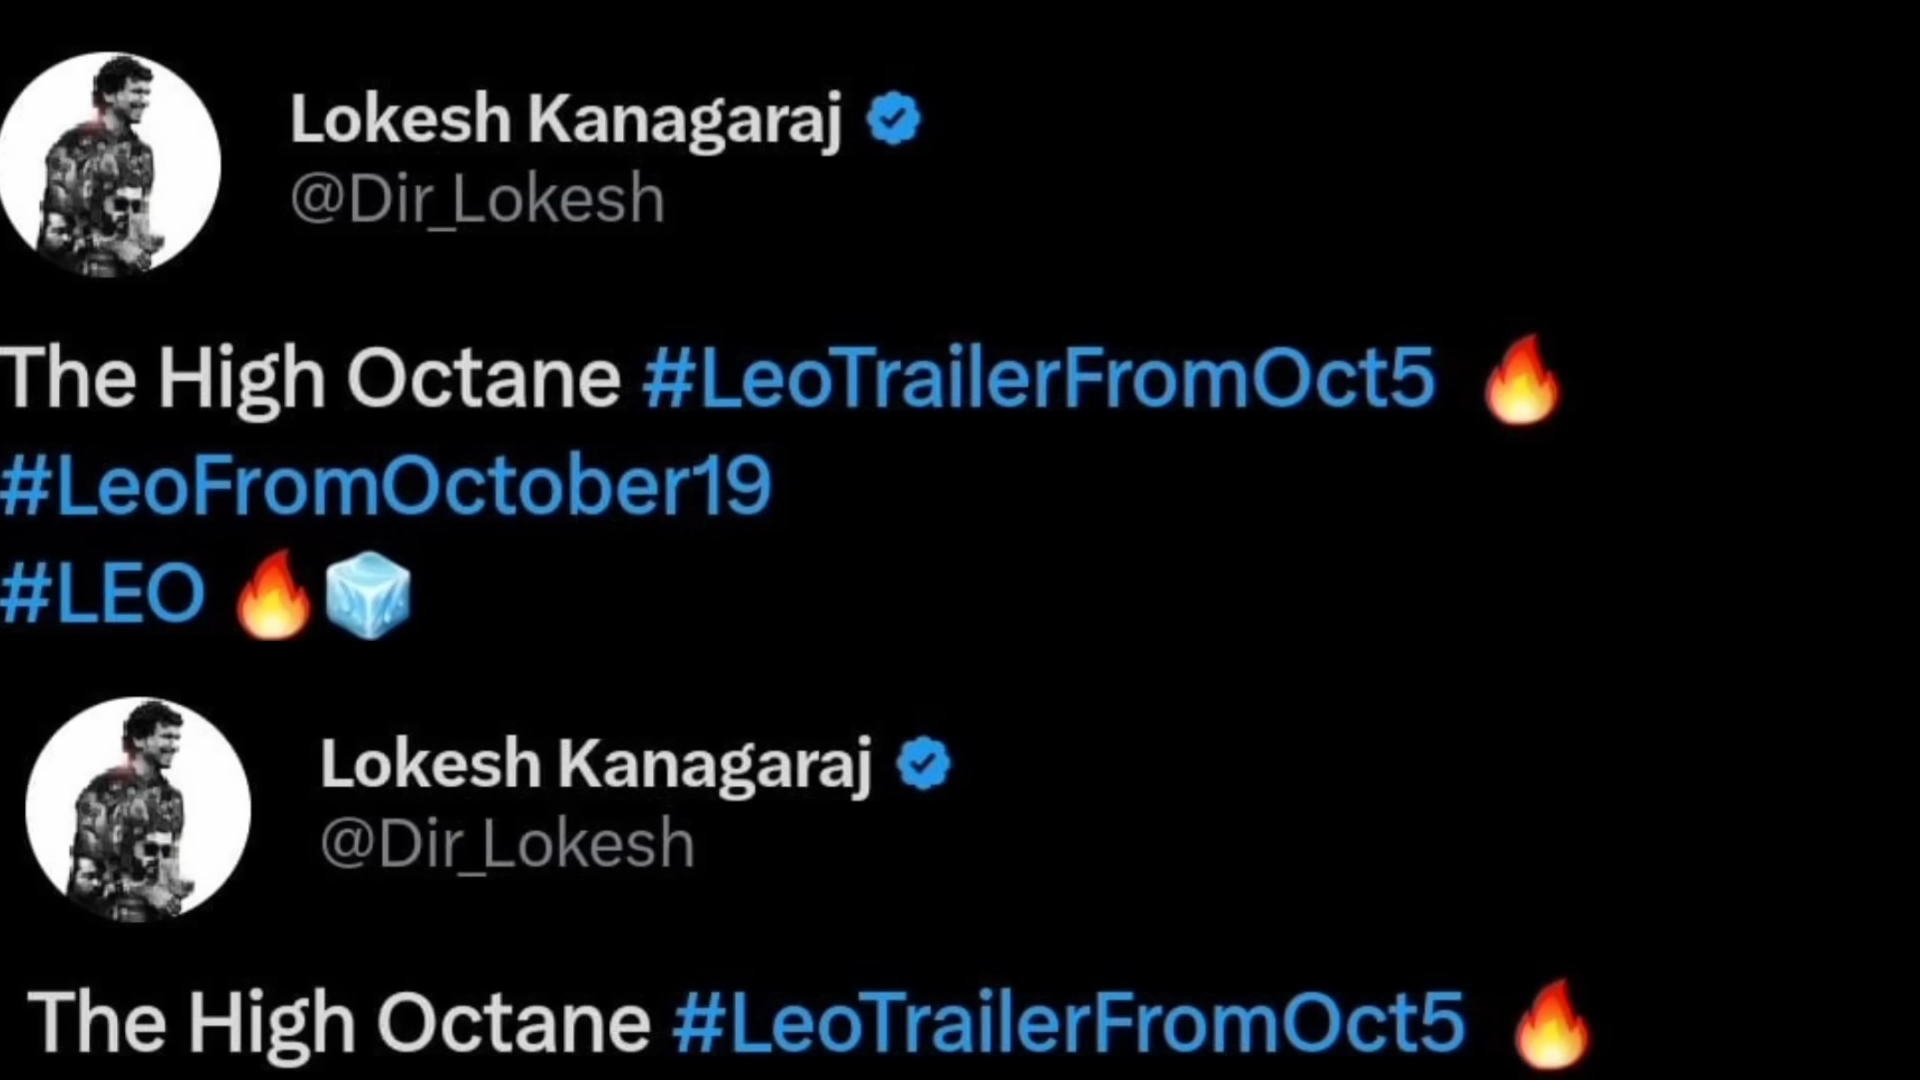 Lokesh Kanagaraj
@Dir_Lokesh
The High Octane #LeoTrailerFromOct5 🔥
#LeoFromOctober19
#LEO 🔥🧊
Lokesh Kanagaraj
@Dir_Lokesh
The High Octane #LeoTrailerFromOct5 🔥